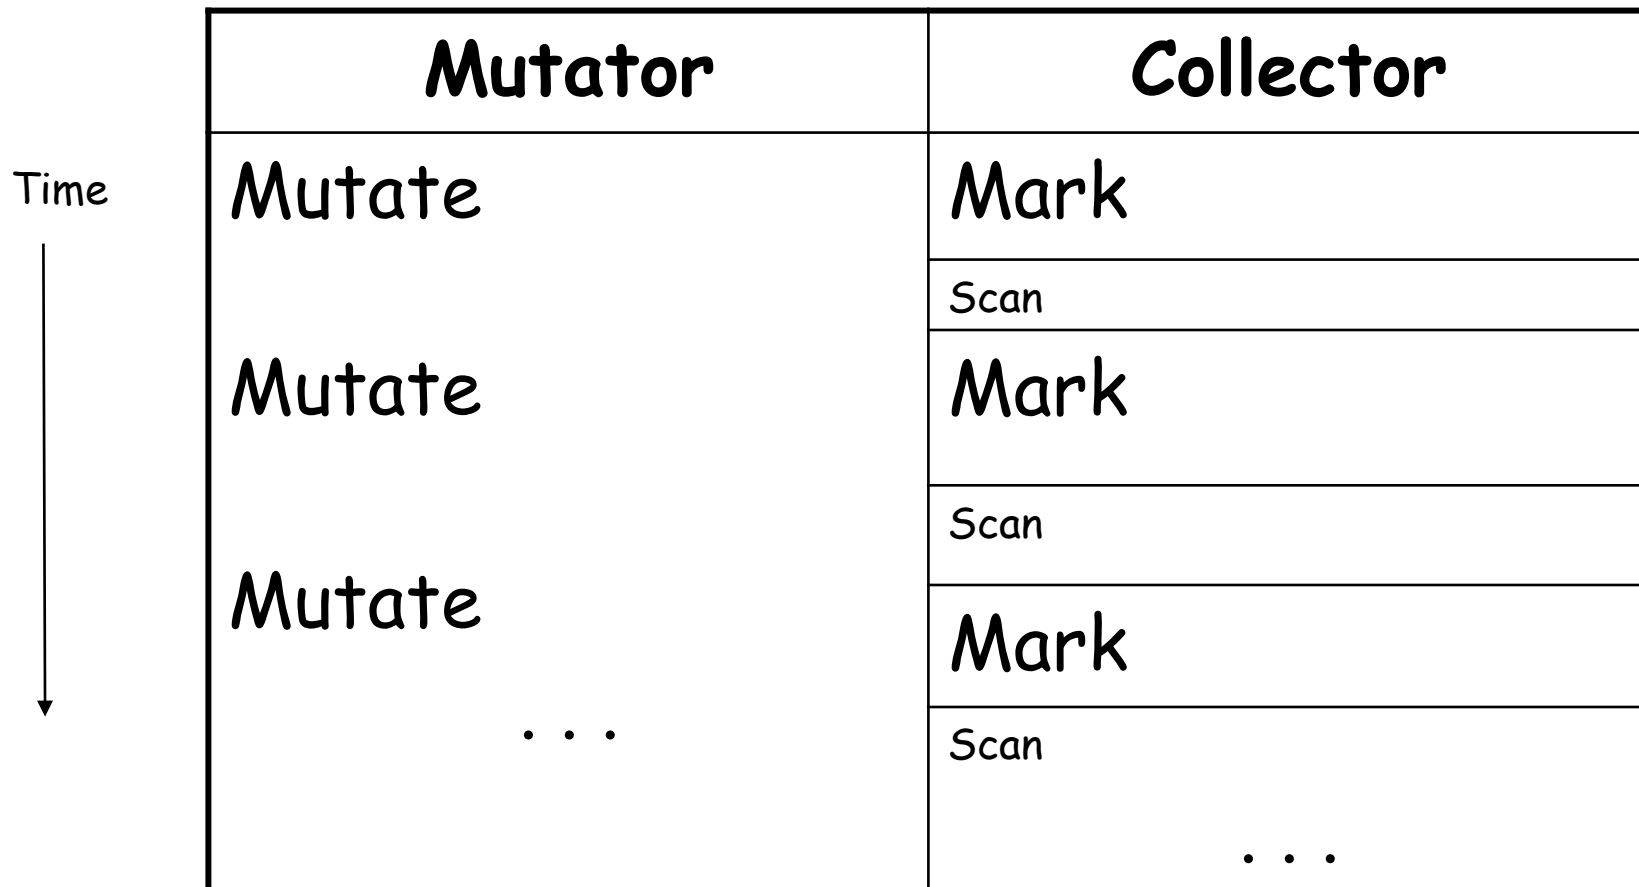 Mutator Collector
Time Mutate Mark
Scan
Mutate Mark
Scan
Mutate
Mark
. . .
Scan
. . .